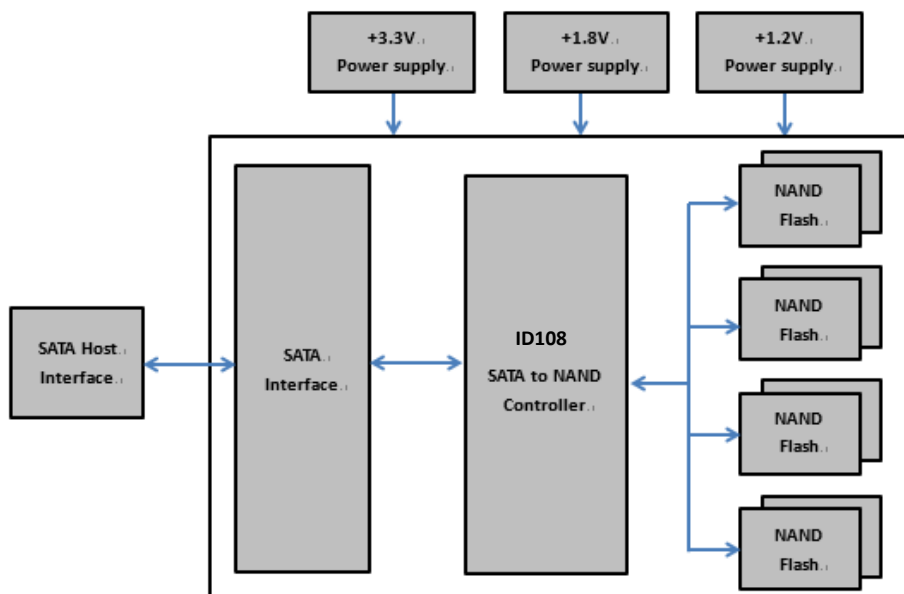 +3.3V
Power supply
+1.8V
Power supply
+1.2V
Power supply
SATA Host
Interface
SATA
Interface
ID108
SATA to NAND
Controller
NAND
Flash
NAND
Flash
NAND
Flash
NAND
Flash